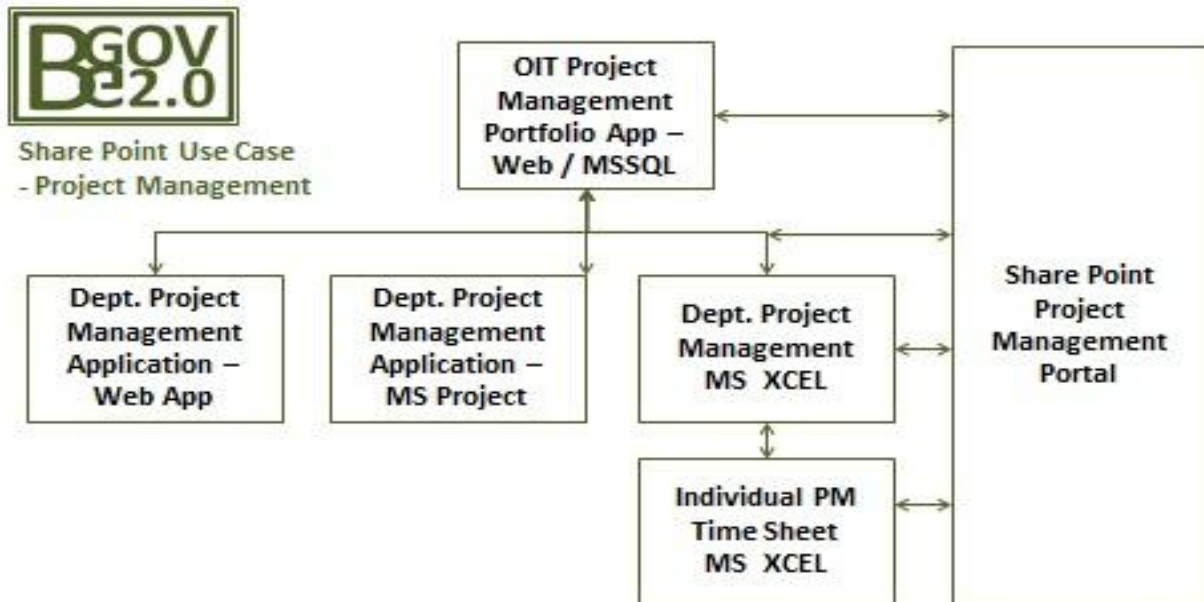 BeGOV 2.0
Share Point Use Case
- Project Management
OIT Project
Management
Portfolio App –
Web / MSSQL
Dept. Project
Management
Application –
Web App
Dept. Project
Management
Application –
MS Project
Dept. Project
Management
MS XCEL
Individual PM
Time Sheet
MS XCEL
Share Point
Project
Management
Portal